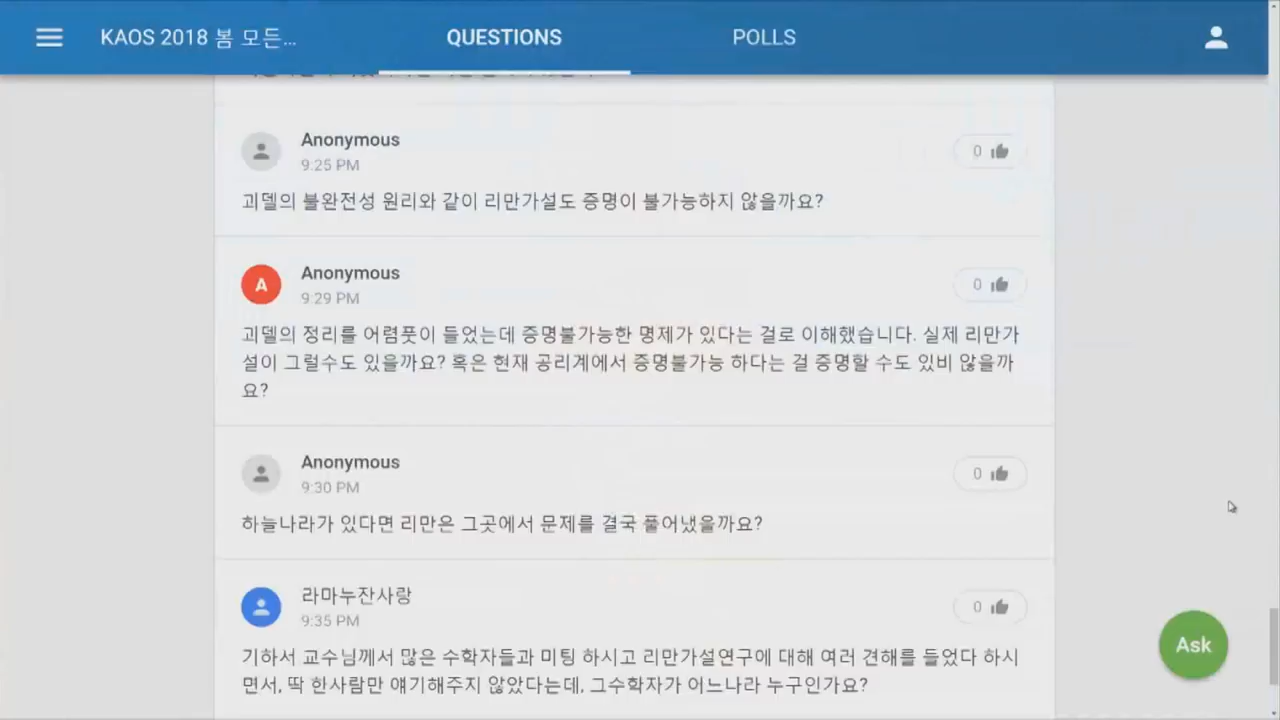 KAOS 2018 봄 모든...
QUESTIONS
POLLS
Anonymous
0
9:25 PM
괴델의 불완전성 원리와 같이 리만가설도 증명이 불가능하지 않을까요?
A
Anonymous
0
9:29 PM
괴델의 정리를 어렴풋이 들었는데 증명불가능한 명제가 있다는 걸로 이해했습니다. 실제 리만가
설이 그럴수도 있을까요? 혹은 현재 공리계에서 증명불가능 하다는 걸 증명할 수도 있비 않을까
요?
Anonymous
0
9:30 PM
하늘나라가 있다면 리만은 그곳에서 문제를 결국 풀어냈을까요?
라마누잔사랑
0
9:35 PM
기하서 교수님께서 많은 수학자들과 미팅 하시고 리만가설연구에 대해 여러 견해를 들었다 하시
면서, 딱 한사람만 얘기해주지 않았다는데, 그수학자가 어느나라 누구인가요?
Ask